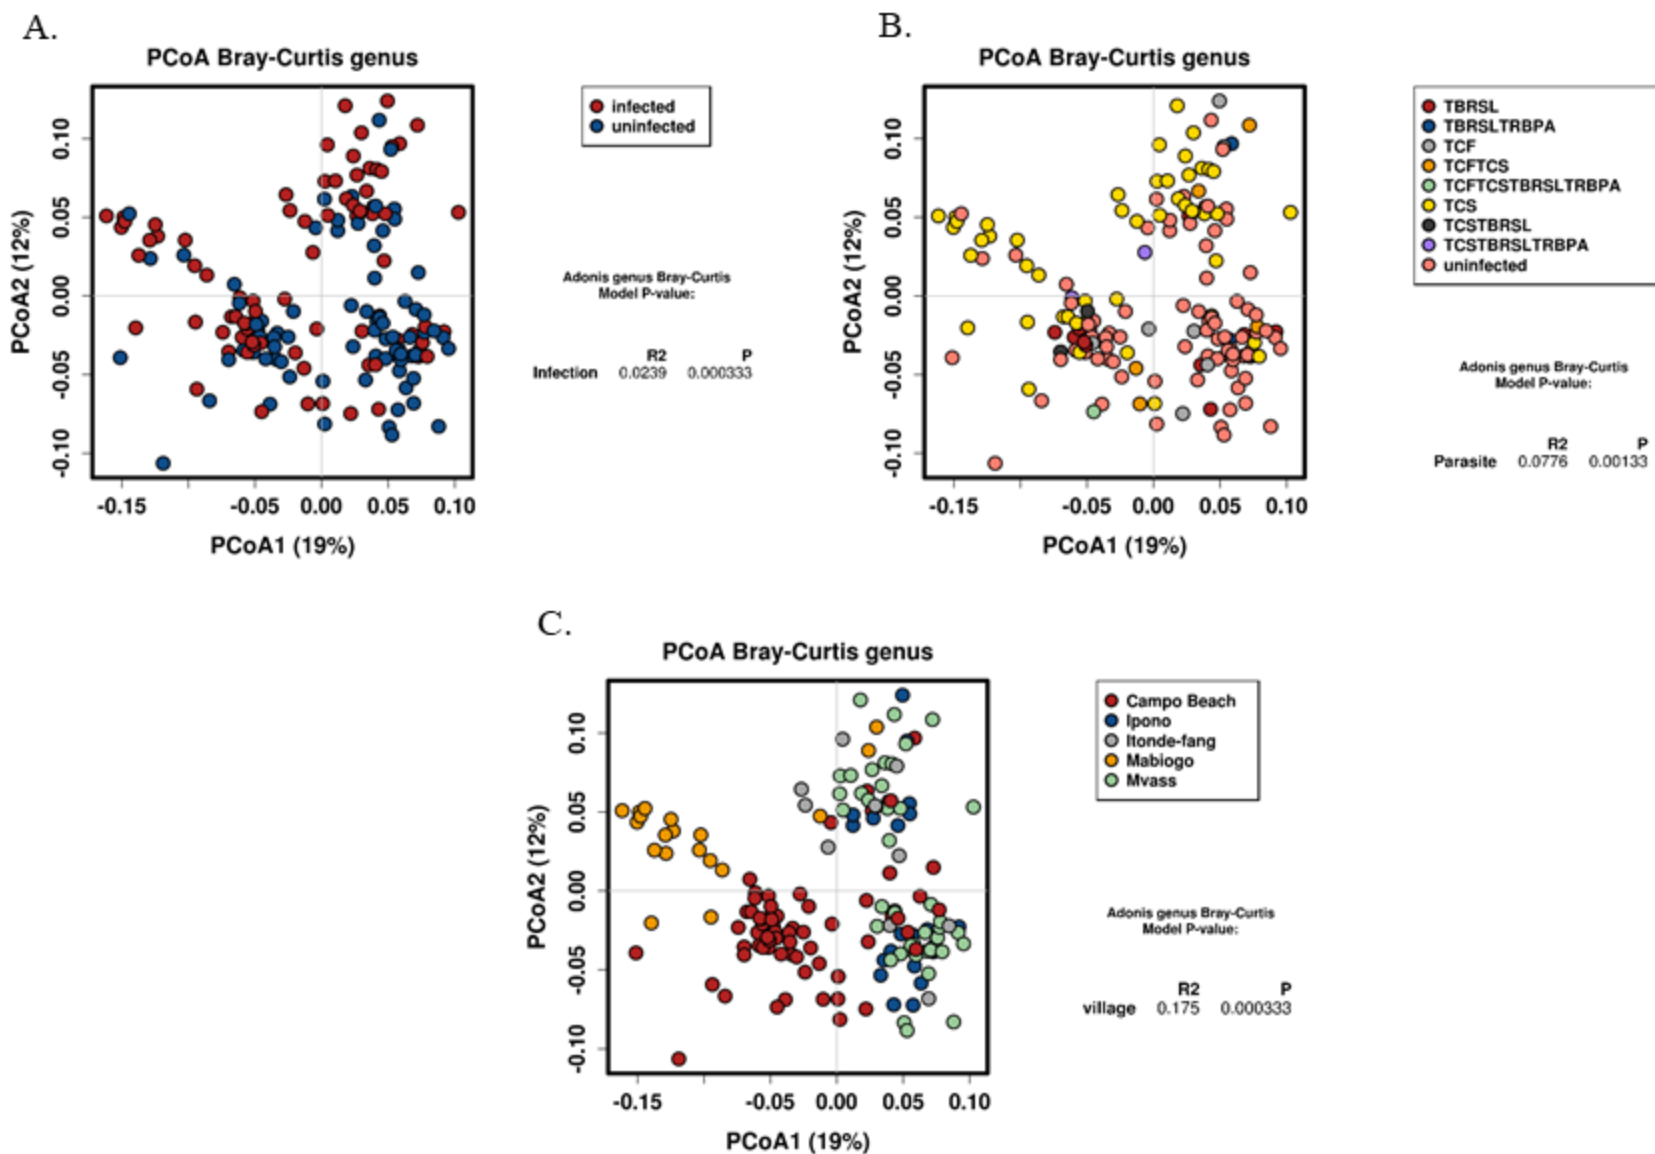 A.
PCoA Bray-Curtis genus
PCoA2 (12%)
0.10
0.05
0.00
-0.05
-0.10
-0.15
-0.05
0.00
0.05
0.10
PCoA1 (19%)
infected
uninfected
Adonis genus Bray-Curtis
Model P-value:
R2 P
Infection 0.0239 0.000333
B.
PCoA Bray-Curtis genus
PCoA2 (12%)
0.10
0.05
0.00
-0.05
-0.10
-0.15
-0.05
0.00
0.05
0.10
PCoA1 (19%)
TBRSL
TBRSLTRBPA
TCF
TCFTCS
TCFTCSTBRSLTRBPA
TCS
TCSTBRSL
TCSTBRSLTRBPA
uninfected
Adonis genus Bray-Curtis
Model P-value:
R2 P
Parasite 0.0776 0.00133
C.
PCoA Bray-Curtis genus
PCoA2 (12%)
0.10
0.05
0.00
-0.05
-0.10
-0.15
-0.05
0.00
0.05
0.10
PCoA1 (19%)
Campo Beach
Ipono
Itonde-fang
Mabiogo
Mvass
Adonis genus Bray-Curtis
Model P-value:
R2 P
village 0.175 0.000333